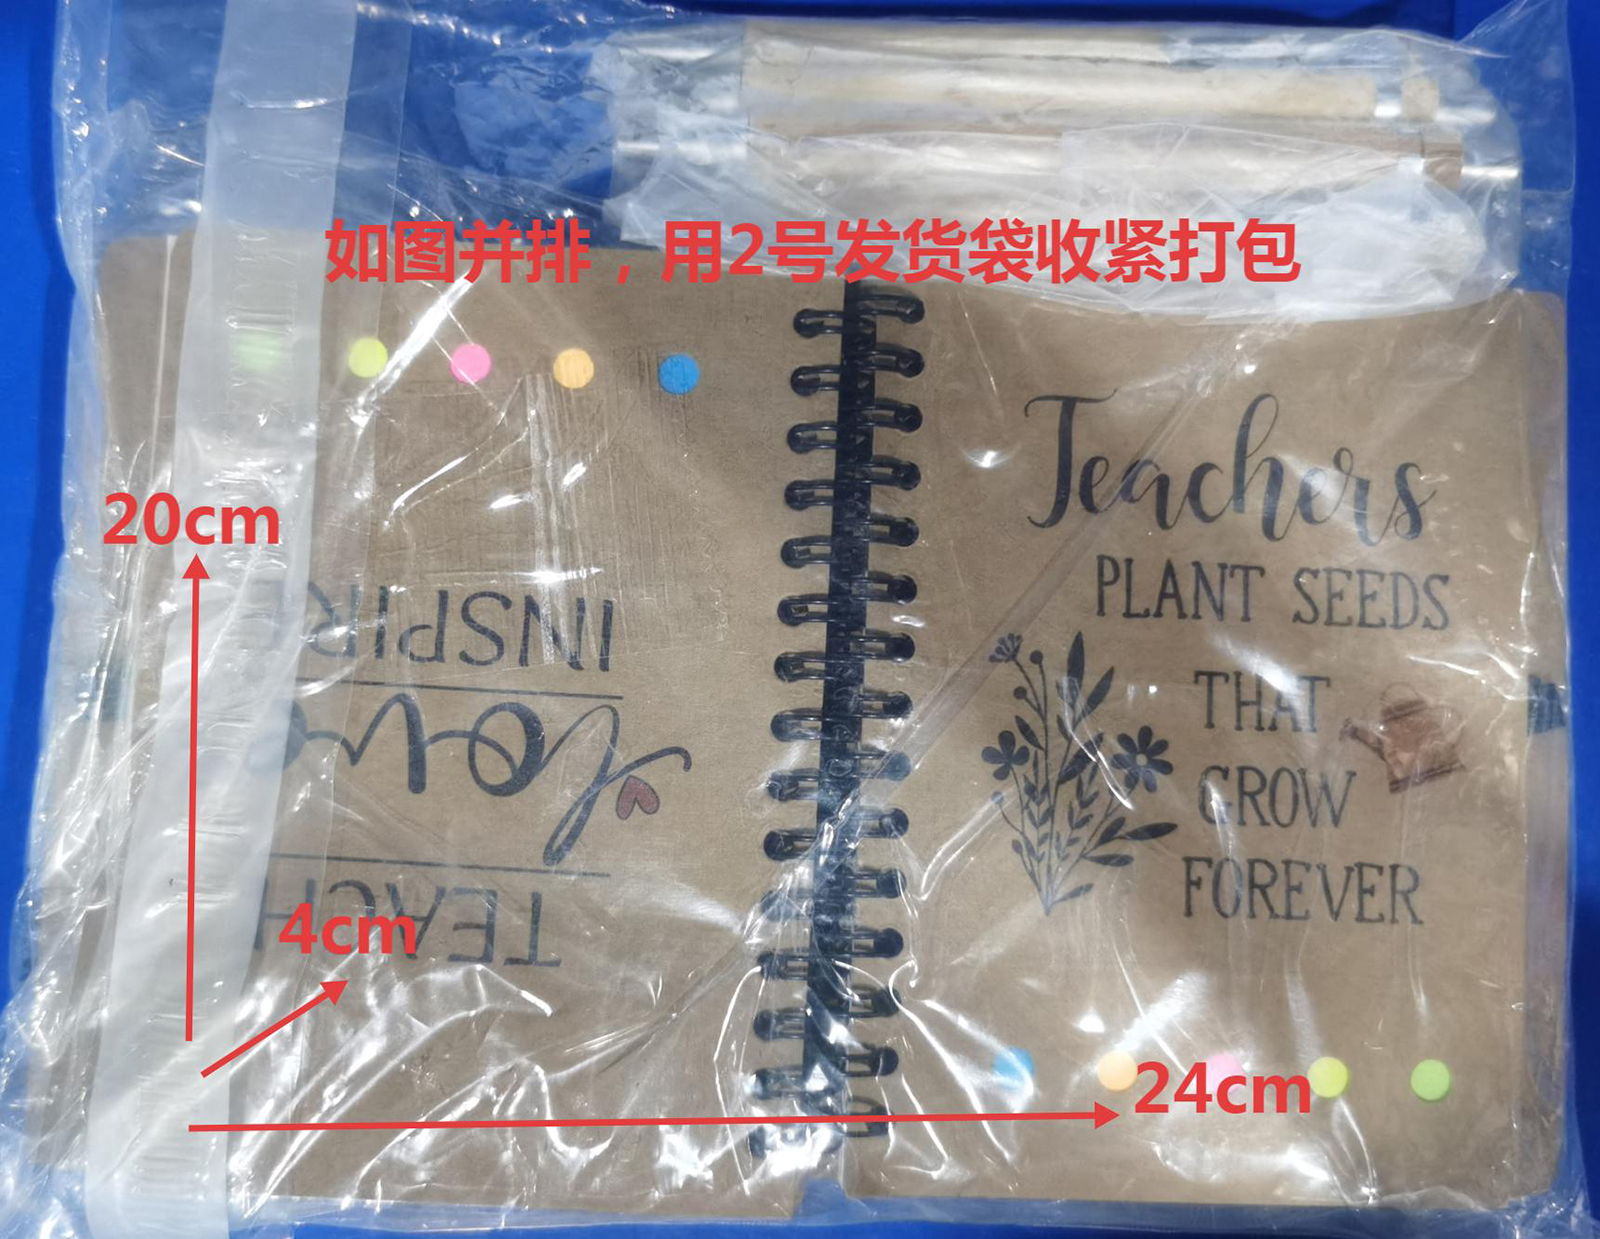 如图并排，用2号发货袋收紧打包
Teachers
PLANT SEEDS
THAT
GROW
FOREVER
20cm
4cm
24cm
TEACH
love
INSPIR